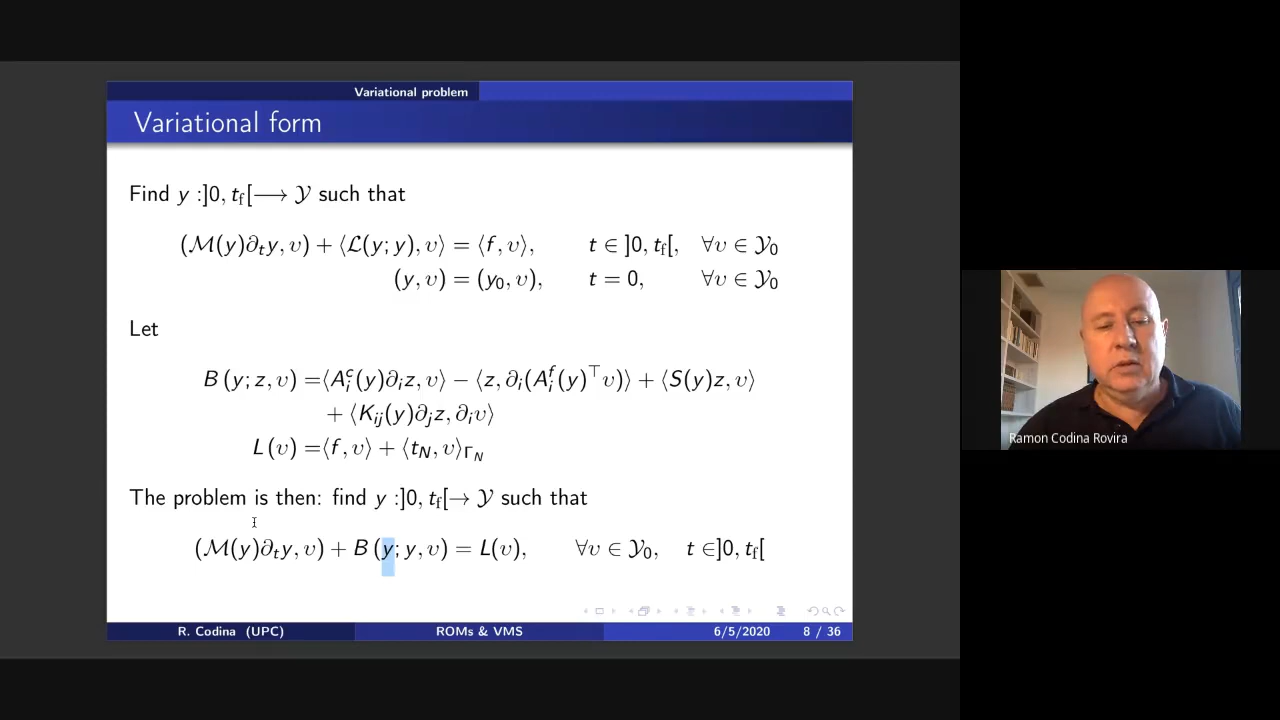 Variational problem
Variational form
Find y :]0, t_f[⟶ 𝒴 such that
(ℳ(y)∂_t y, υ) + ⟨ℒ(y; y), υ⟩ = ⟨f, υ⟩, t ∈ ]0, t_f[, ∀υ ∈ 𝒴_0
(y, υ) = (y_0, υ), t = 0, ∀υ ∈ 𝒴_0
Let
B (y; z, υ) =⟨A_i^c(y)∂_i z, υ⟩ − ⟨z, ∂_i(A_i^f(y)^⊤ υ)⟩ + ⟨S(y)z, υ⟩
+ ⟨K_ij(y)∂_j z, ∂_i υ⟩
L(υ) =⟨f, υ⟩ + ⟨t_N, υ⟩_Γ_N
The problem is then: find y :]0, t_f[→ 𝒴 such that
(ℳ(y)∂_t y, υ) + B (y; y, υ) = L(υ), ∀υ ∈ 𝒴_0, t ∈]0, t_f[
R. Codina (UPC) ROMs & VMS 6/5/2020 8 / 36
Ramon Codina Rovira